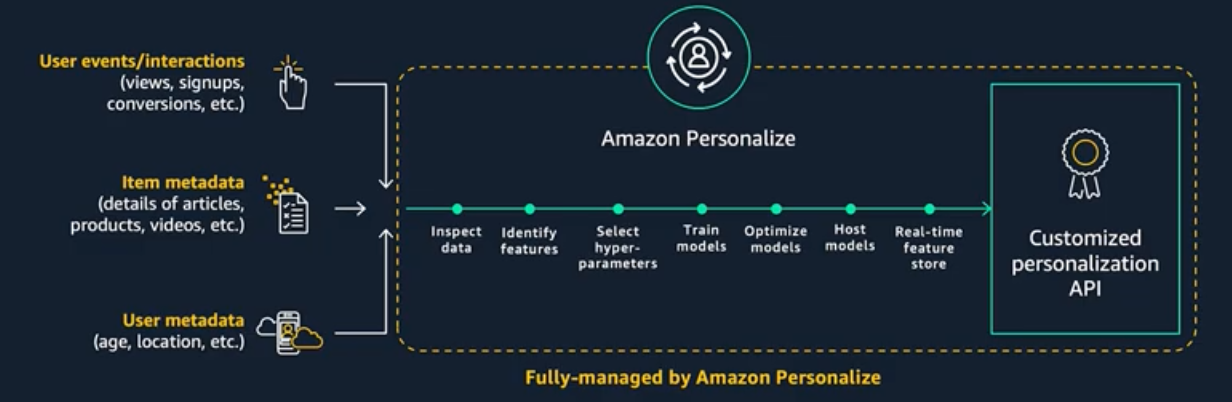 User events/interactions
(views, signups,
conversions, etc.)
Item metadata
(details of articles,
products, videos, etc.)
User metadata
(age, location, etc.)
Amazon Personalize
Inspect
data
Identify
features
Select
hyper-
parameters
Train
models
Optimize
models
Host
models
Real-time
feature
store
Customized
personalization
API
Fully-managed by Amazon Personalize